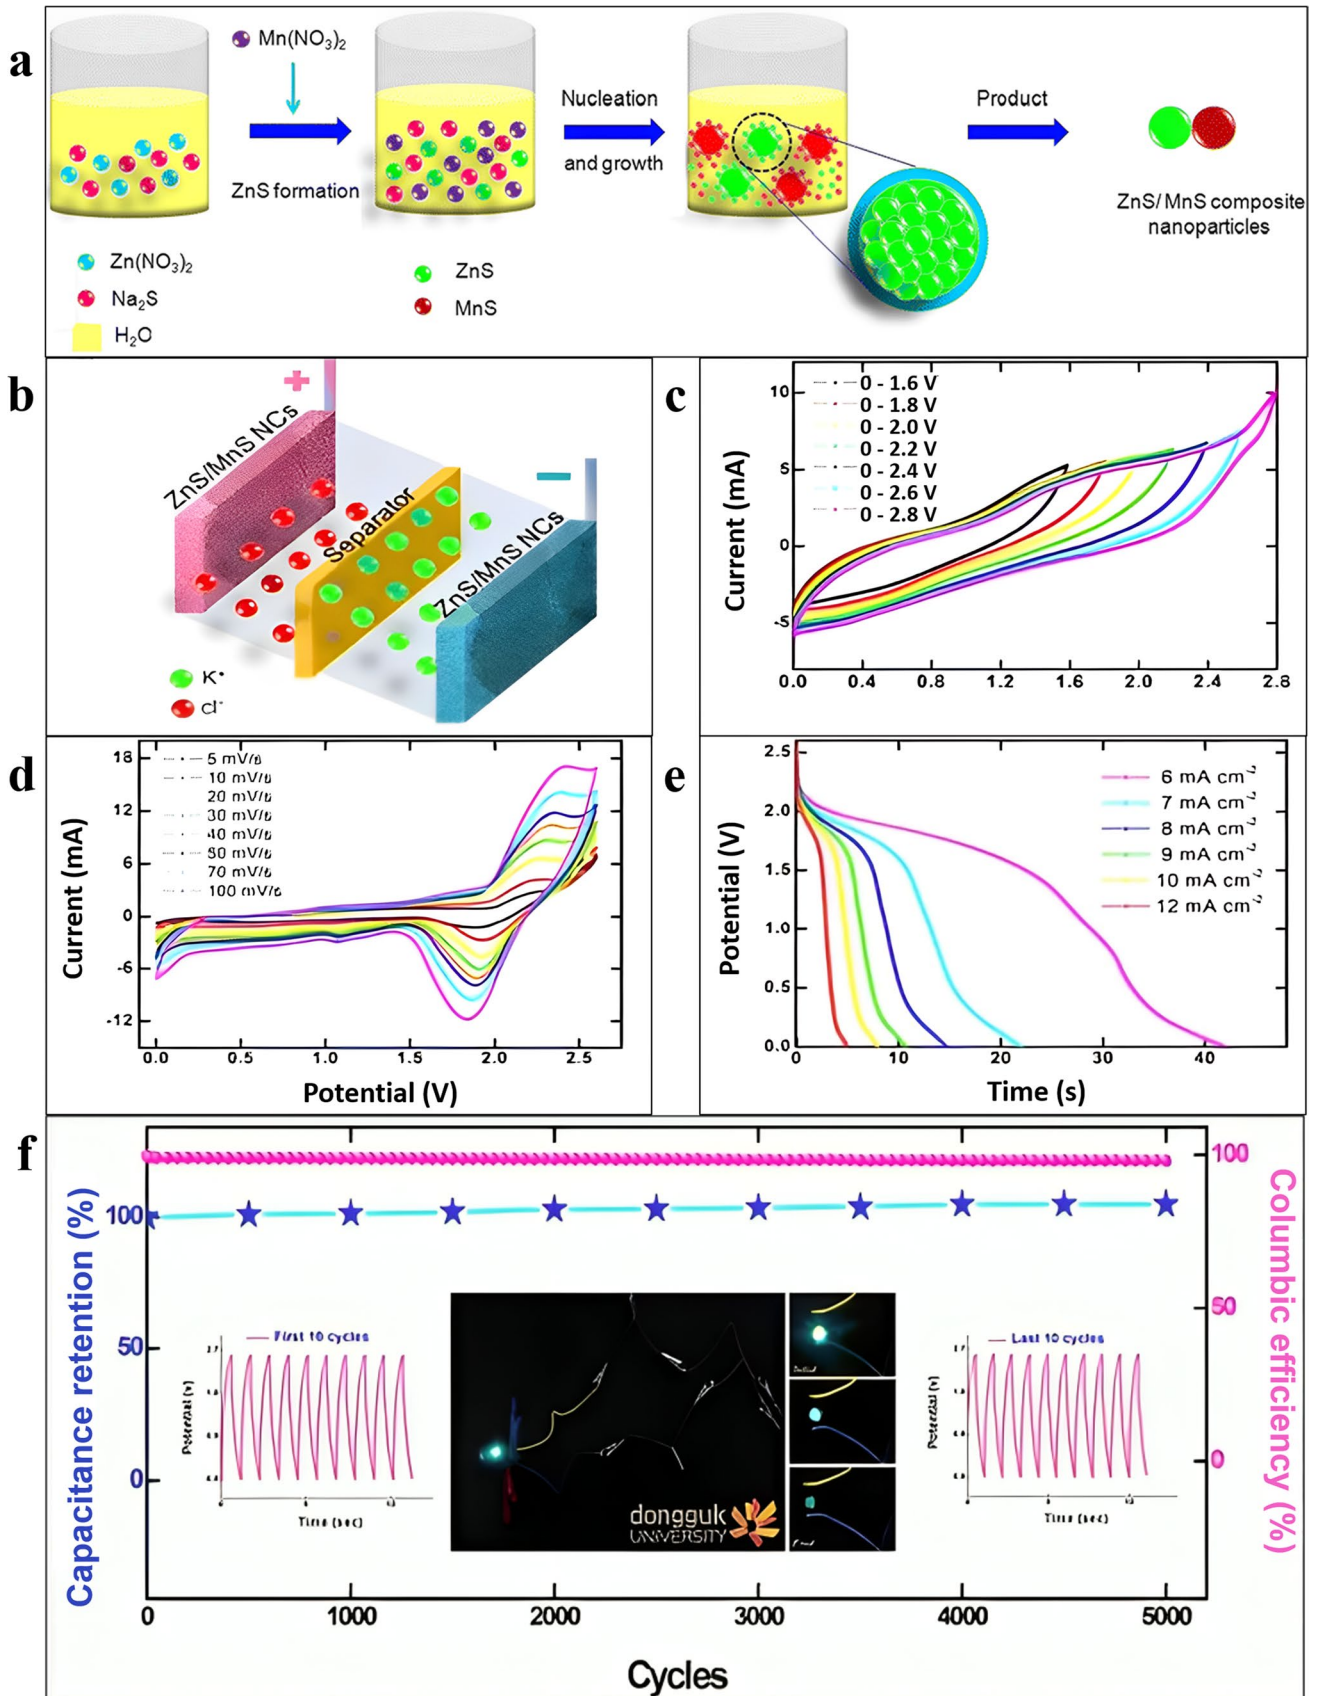 a
Mn(NO3)2
ZnS formation
Nucleation
and growth
Product
Zn(NO3)2
Na2S
H2O
ZnS
MnS
ZnS/ MnS composite
nanoparticles
b
+
−
ZnS/MnS NCs
Separator
ZnS/MnS NCs
K+
cl-
c
Current (mA)
10
5
0
-5
0 - 1.6 V
0 - 1.8 V
0 - 2.0 V
0 - 2.2 V
0 - 2.4 V
0 - 2.6 V
0 - 2.8 V
0.0 0.4 0.8 1.2 1.6 2.0 2.4 2.8
d
Current (mA)
18
12
6
0
-6
-12
5 mV/s
10 mV/s
20 mV/s
30 mV/s
40 mV/s
70 mV/s
100 mV/s
0.0 0.5 1.0 1.5 2.0 2.5
Potential (V)
e
Potential (V)
2.5
2.0
1.5
1.0
0.5
0.0
6 mA cm-2
7 mA cm-2
8 mA cm-2
9 mA cm-2
10 mA cm-2
12 mA cm-2
0 10 20 30 40
Time (s)
f
Capacitance retention (%)
100
50
0
Columbic efficiency (%)
100
50
0
First 10 cycles
Potential (v)
Time (sec)
dongguk
UNIVERSITY
Last 10 cycles
Potential (v)
Time (sec)
0 1000 2000 3000 4000 5000
Cycles